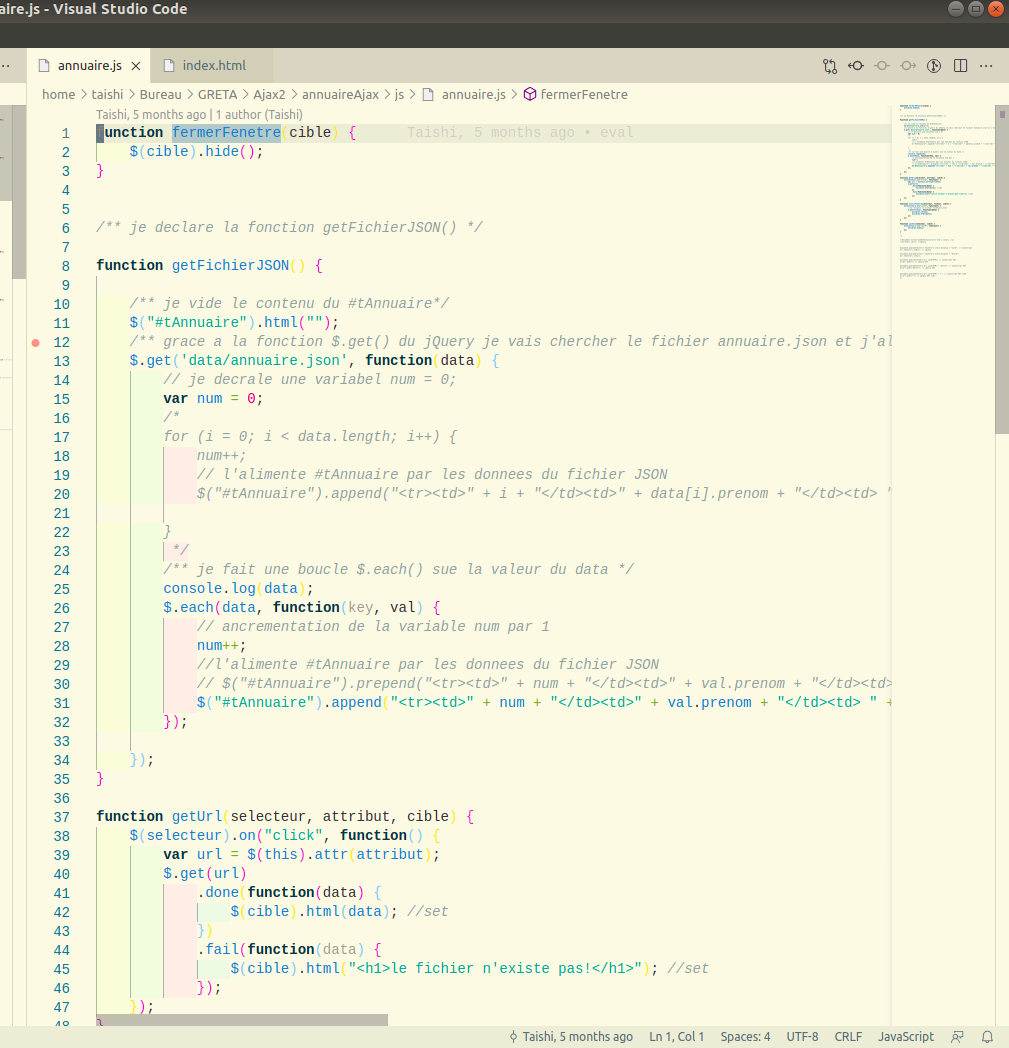 aire.js - Visual Studio Code
annuaire.js index.html
home taishi Bureau GRETA Ajax2 annuaireAjax js annuaire.js fermerFenetre
Taishi, 5 months ago | 1 author (Taishi)
1 function fermerFenetre(cible) { Taishi, 5 months ago • eval
2 $(cible).hide();
3 }
4
5
6 /** je declare la fonction getFichierJSON() */
7
8 function getFichierJSON() {
9
10 /** je vide le contenu du #tAnnuaire*/
11 $("#tAnnuaire").html("");
12 /** grace a la fonction $.get() du jQuery je vais chercher le fichier annuaire.json et j'al
13 $.get('data/annuaire.json', function(data) {
14 // je decrale une variabel num = 0;
15 var num = 0;
16 /*
17 for (i = 0; i < data.length; i++) {
18 num++;
19 // l'alimente #tAnnuaire par les donnees du fichier JSON
20 $("#tAnnuaire").append("<tr><td>" + i + "</td><td>" + data[i].prenom + "</td><td> "
21
22 }
23 */
24 /** je fait une boucle $.each() sue la valeur du data */
25 console.log(data);
26 $.each(data, function(key, val) {
27 // ancrementation de la variable num par 1
28 num++;
29 //l'alimente #tAnnuaire par les donnees du fichier JSON
30 // $("#tAnnuaire").prepend("<tr><td>" + num + "</td><td>" + val.prenom + "</td><td>
31 $("#tAnnuaire").append("<tr><td>" + num + "</td><td>" + val.prenom + "</td><td> " +
32 });
33
34 });
35 }
36
37 function getUrl(selecteur, attribut, cible) {
38 $(selecteur).on("click", function() {
39 var url = $(this).attr(attribut);
40 $.get(url)
41 .done(function(data) {
42 $(cible).html(data); //set
43 })
44 .fail(function(data) {
45 $(cible).html("<h1>le fichier n'existe pas!</h1>"); //set
46 });
47 });
48 }
Taishi, 5 months ago Ln 1, Col 1 Spaces: 4 UTF-8 CRLF JavaScript